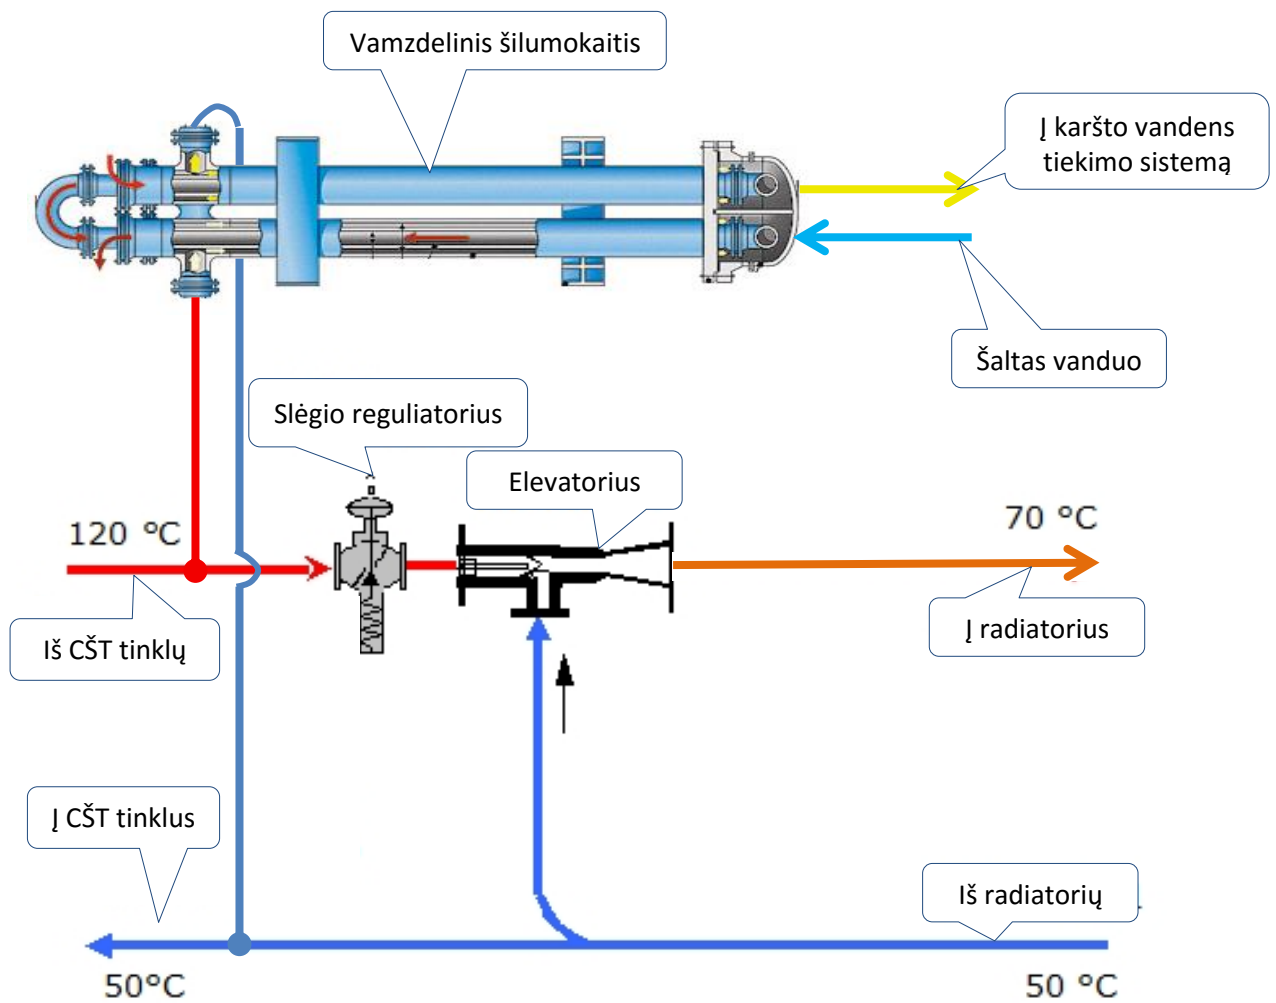 Vamzdelinis šilumokaitis
Į karšto vandens
tiekimo sistemą
Šaltas vanduo
Slėgio reguliatorius
Elevatorius
120 °C
70 °C
Iš CŠT tinklų
Į radiatorius
Į CŠT tinklus
Iš radiatorių
50°C
50 °C